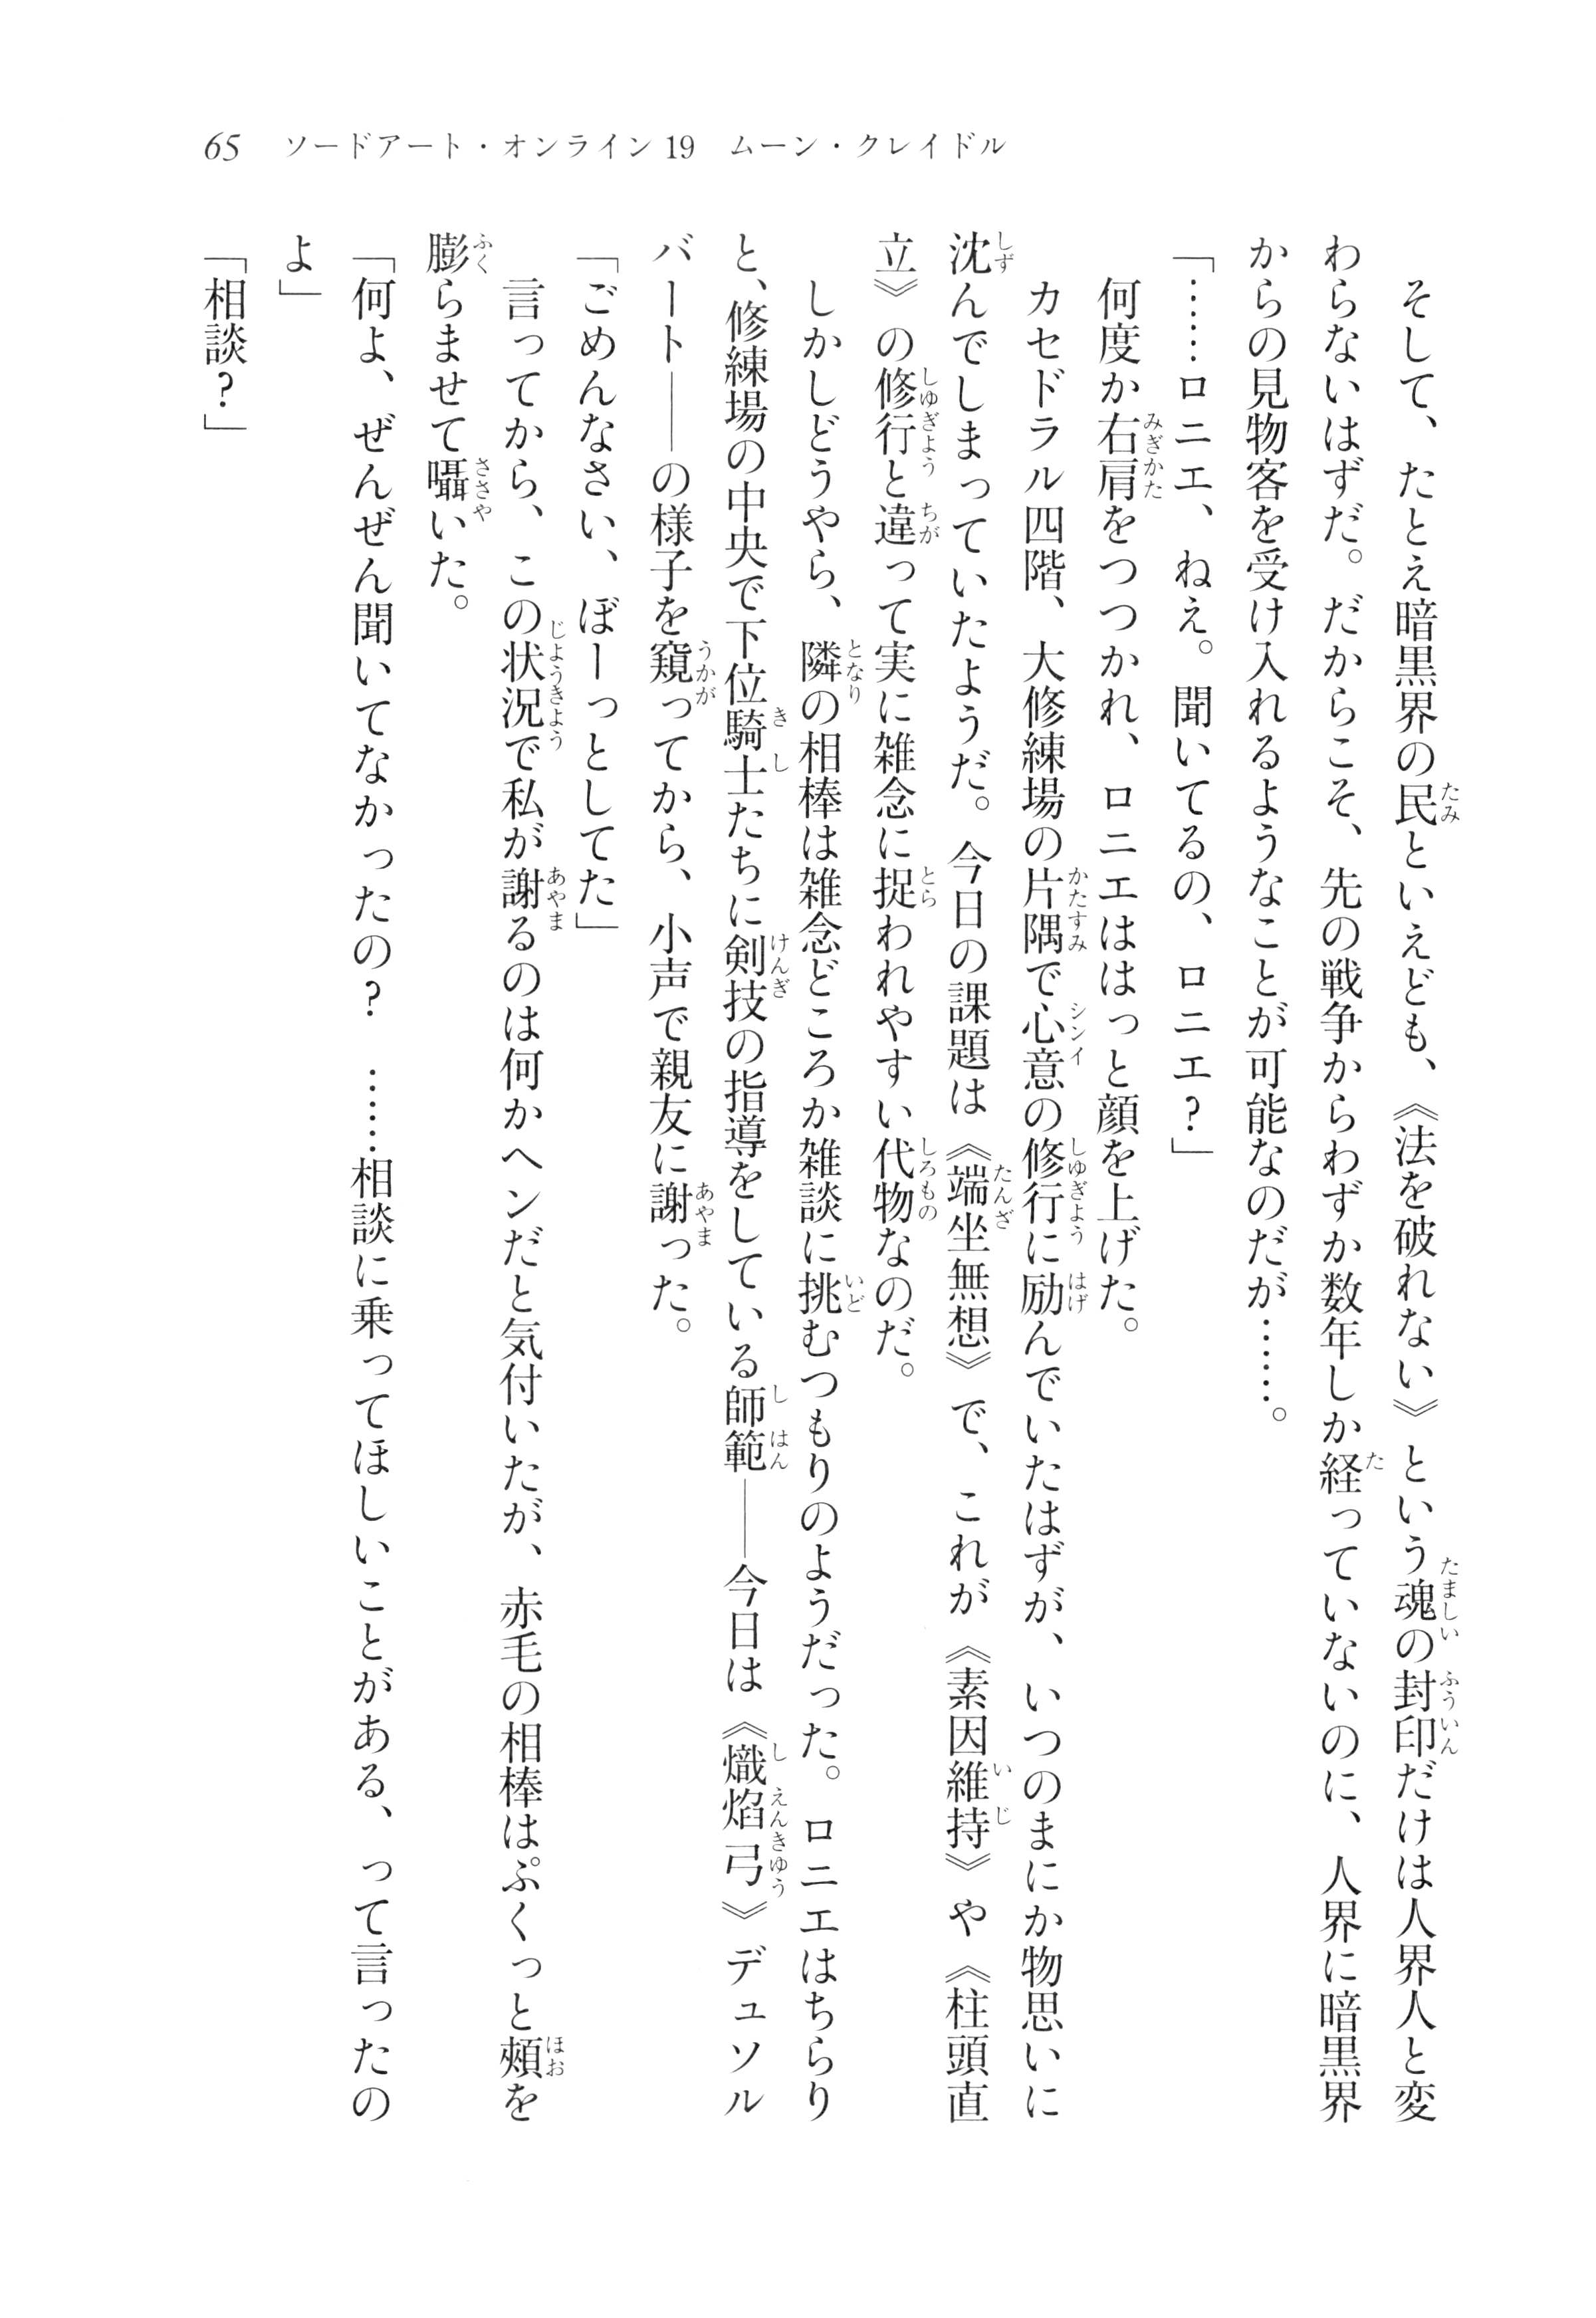 65　ソードアート・オンライン19　ムーン・クレイドル
　そして、たとえ暗黒界の民といえども、《法を破れない》という魂の封印だけは人界人と変
わらないはずだ。だからこそ、先の戦争からわずか数年しか経っていないのに、人界に暗黒界
からの見物客を受け入れるようなことが可能なのだが……。
「……ロニエ、ねえ。聞いてるの、ロニエ？」
　何度か右肩をつつかれ、ロニエははっと顔を上げた。
　カセドラル四階、大修練場の片隅で心意の修行に励んでいたはずが、いつのまにか物思いに
沈んでしまっていたようだ。今日の課題は《端坐無想》で、これが《素因維持》や《柱頭直
立》の修行と違って実に雑念に捉われやすい代物なのだ。
　しかしどうやら、隣の相棒は雑念どころか雑談に挑むつもりのようだった。ロニエはちらり
と、修練場の中央で下位騎士たちに剣技の指導をしている師範――今日は《熾焰弓》デュソル
バート――の様子を窺ってから、小声で親友に謝った。
「ごめんなさい、ぼーっとしてた」
　言ってから、この状況で私が謝るのは何かヘンだと気付いたが、赤毛の相棒はぷくっと頰を
膨らませて囁いた。
「何よ、ぜんぜん聞いてなかったの？　……相談に乗ってほしいことがある、って言ったの
よ」
「相談？」